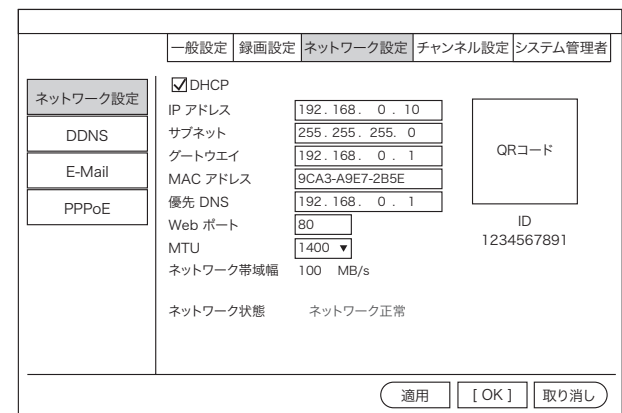 一般設定 録画設定 ネットワーク設定 チャンネル設定 システム管理者
ネットワーク設定
DDNS
E-Mail
PPPoE
DHCP
IP アドレス 192.168. 0 . 10
サブネット 255.255.255. 0
グートウエイ 192.168. 0 . 1
MAC アドレス 9CA3-A9E7-2B5E
優先 DNS 192.168. 0 . 1
Web ポート 80
MTU 1400 ▼
ネットワーク帯域幅 100 MB/s
ネットワーク状態 ネットワーク正常
QRコード
ID
1234567891
適用 [ OK ] 取り消し